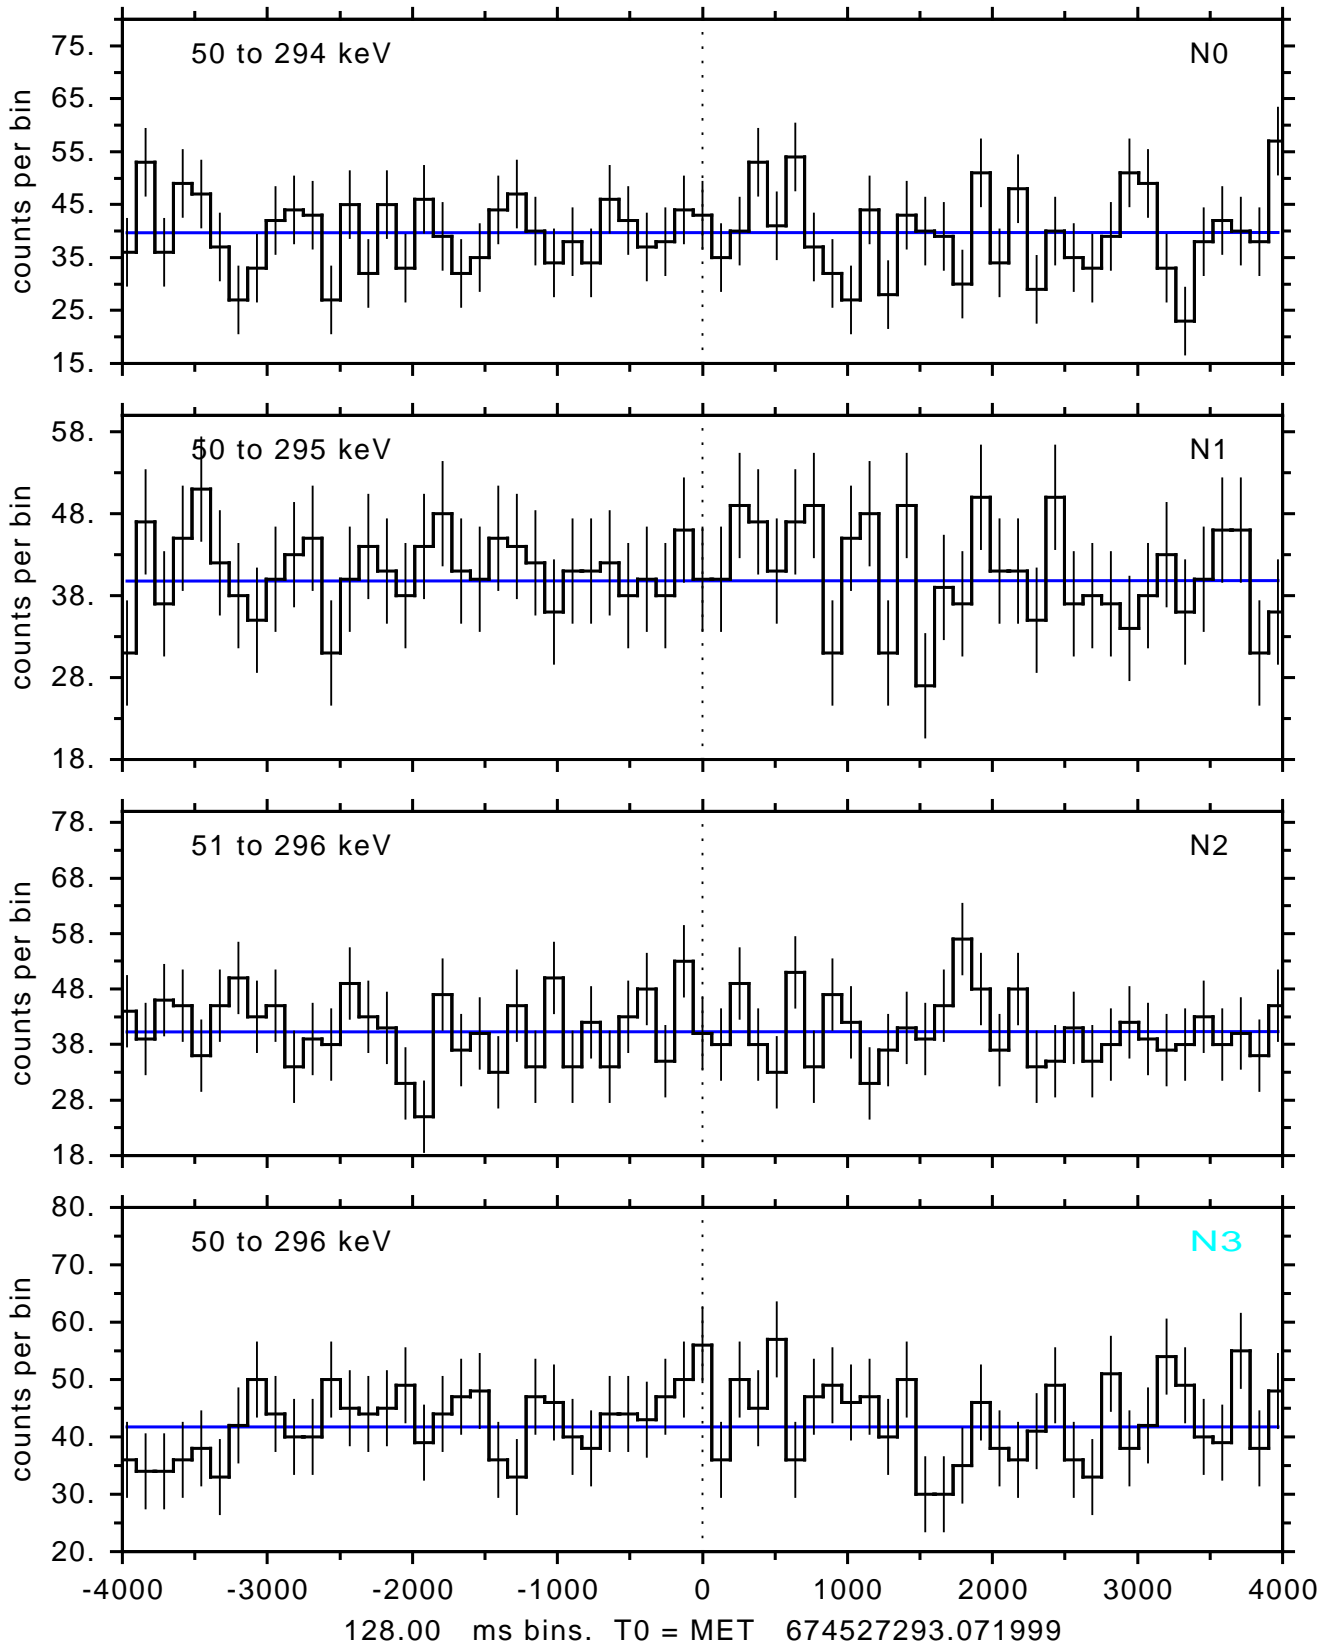 50 to 294 keV N0
75.
65.
55.
45.
35.
25.
15.
counts per bin
50 to 295 keV N1
58.
48.
38.
28.
18.
counts per bin
51 to 296 keV N2
78.
68.
58.
48.
38.
28.
18.
counts per bin
50 to 296 keV N3
80.
70.
60.
50.
40.
30.
20.
counts per bin
-4000 -3000 -2000 -1000 0 1000 2000 3000 4000
128.00 ms bins. T0 = MET 674527293.071999